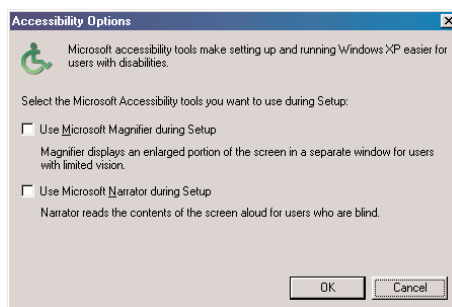 Accessibility Options
Microsoft accessibility tools make setting up and running Windows XP easier for
users with disabilities.
Select the Microsoft Accessibility tools you want to use during Setup:
Use Microsoft Magnifier during Setup
Magnifier displays an enlarged portion of the screen in a separate window for users
with limited vision.
Use Microsoft Narrator during Setup
Narrator reads the contents of the screen aloud for users who are blind.
OK Cancel